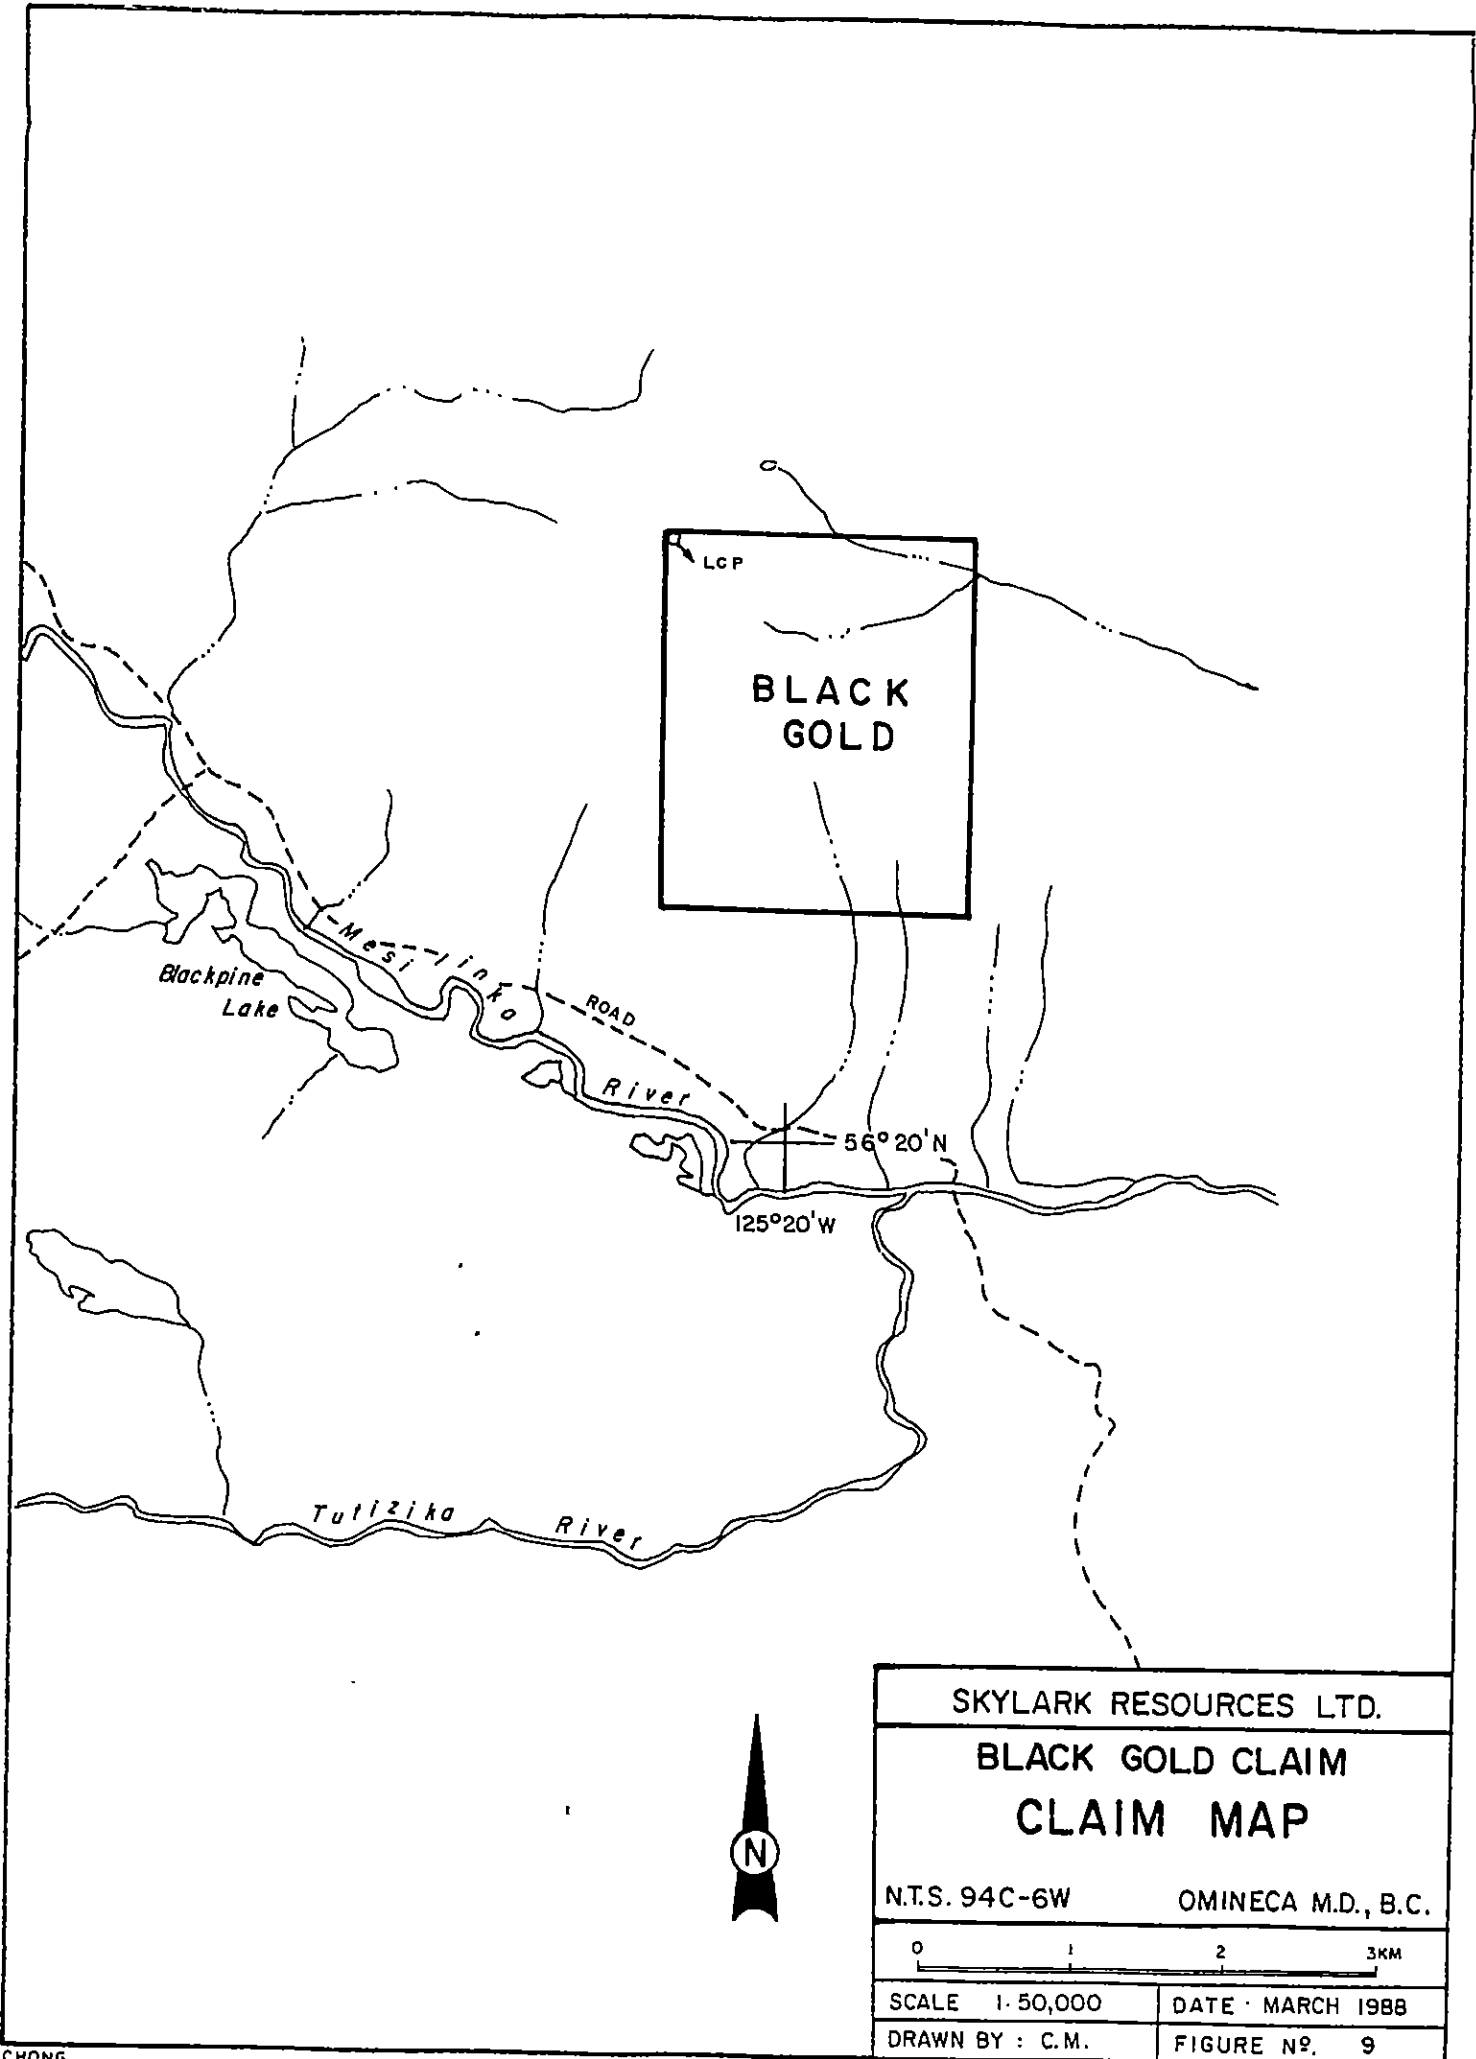 LCP
BLACK
GOLD
Mesilinka
River
ROAD
Blackpine
Lake
56°20'N
125°20'W
Tutizika River
N
SKYLARK RESOURCES LTD.
BLACK GOLD CLAIM
CLAIM MAP
N.T.S. 94C-6W OMINECA M.D., B.C.
0 1 2 3KM
SCALE 1:50,000 DATE : MARCH 1988
DRAWN BY : C.M. FIGURE Nº. 9
CHONG